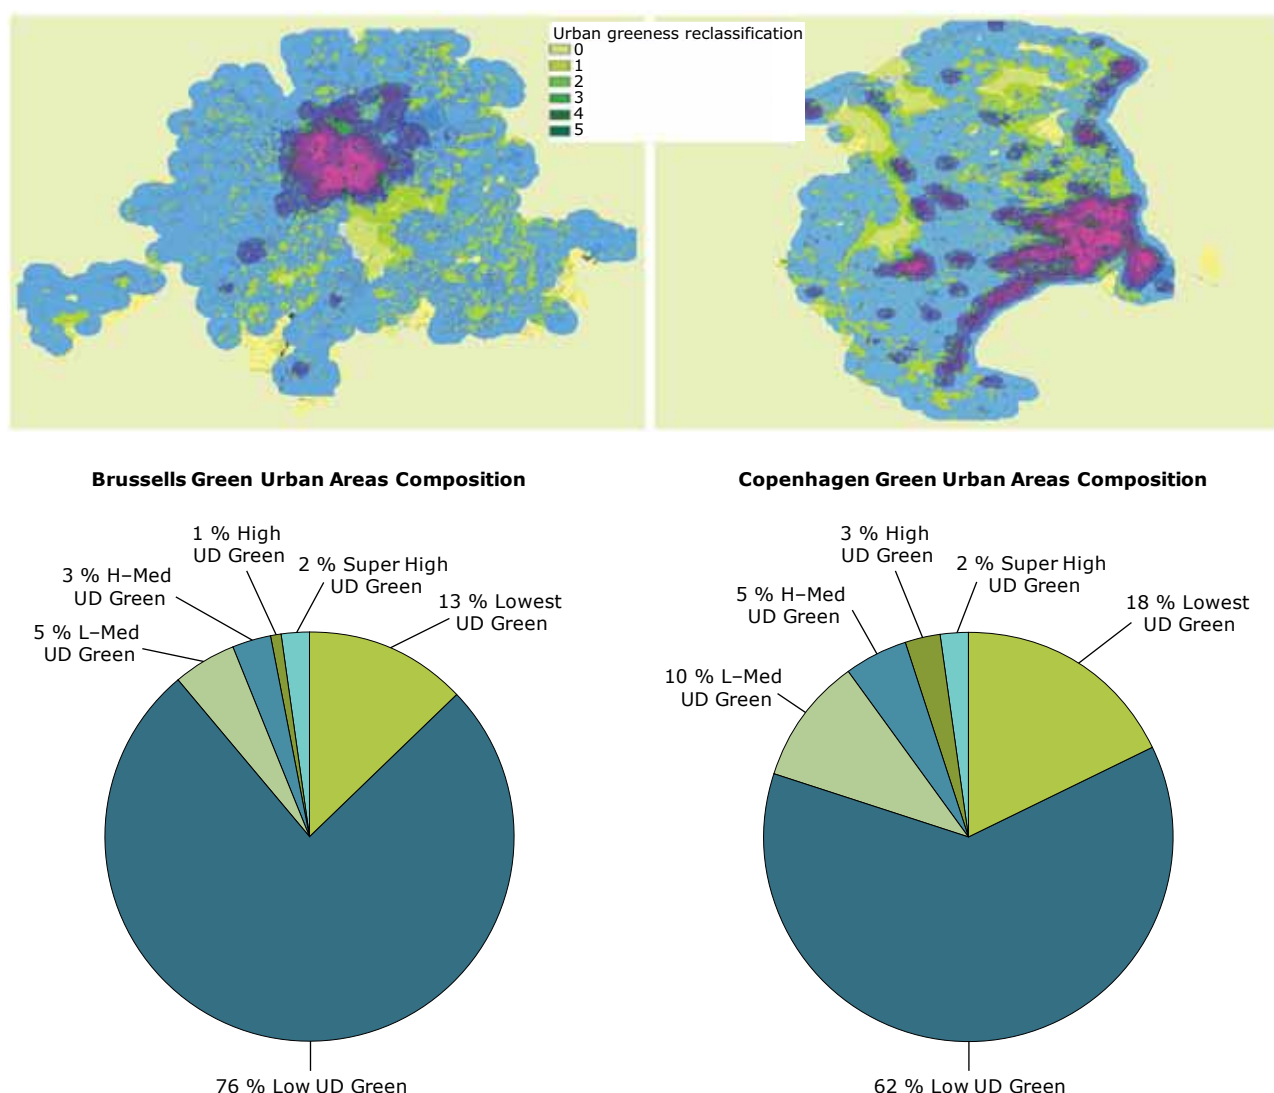 Urban greeness reclassification
0
1
2
3
4
5
Brussells Green Urban Areas Composition
1 % High
UD Green
2 % Super High
UD Green
3 % H–Med
UD Green
13 % Lowest
UD Green
5 % L–Med
UD Green
76 % Low UD Green
Copenhagen Green Urban Areas Composition
3 % High
UD Green
2 % Super High
UD Green
5 % H–Med
UD Green
18 % Lowest
UD Green
10 % L–Med
UD Green
62 % Low UD Green